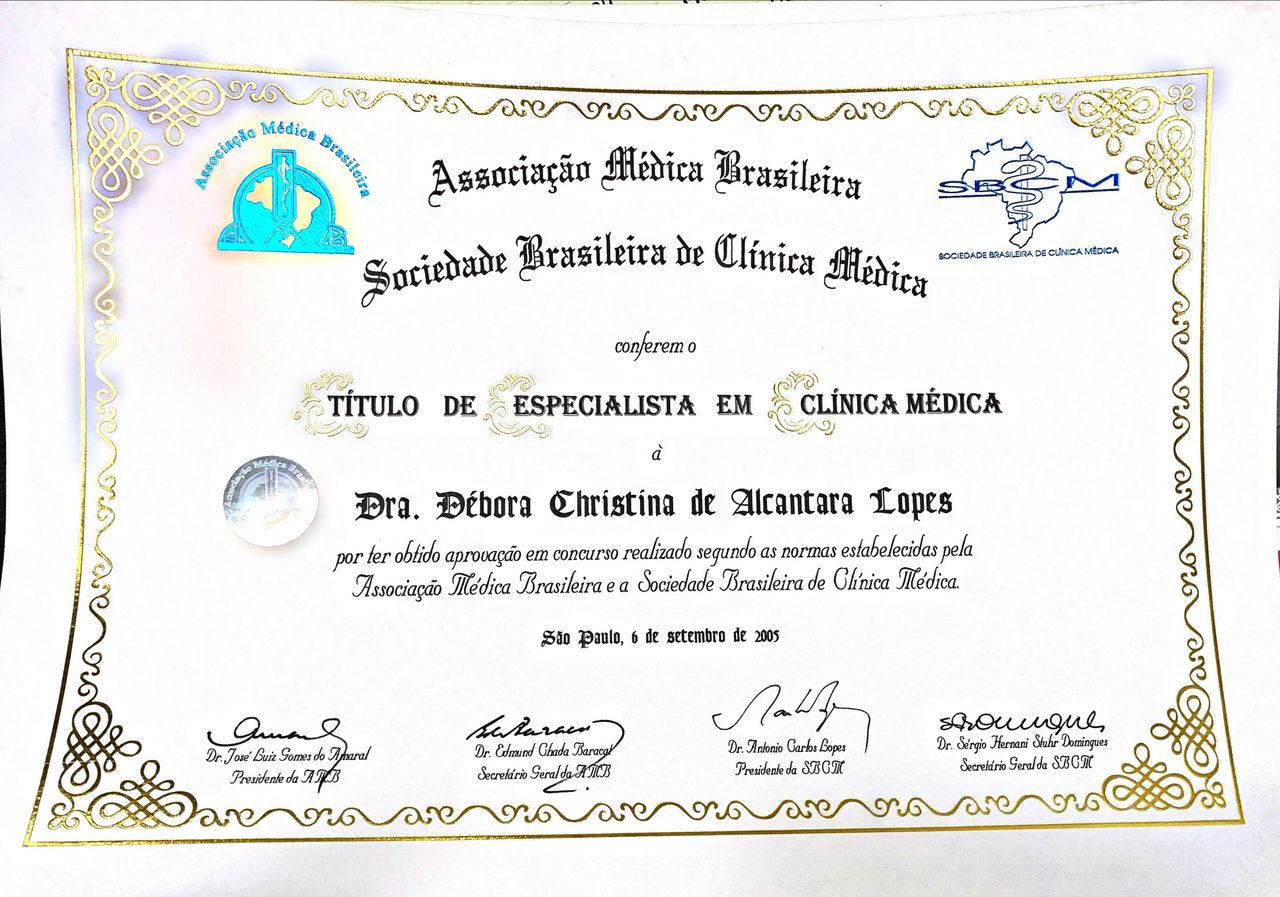 Associação Médica Brasileira
A B
Associação Médica Brasileira
SBCM
SOCIEDADE BRASILEIRA DE CLÍNICA MÉDICA
Sociedade Brasileira de Clínica Médica
conferem o
TÍTULO DE ESPECIALISTA EM CLÍNICA MÉDICA
à
Associação Médica Brasil
Dra. Débora Christina de Alcantara Lopes
por ter obtido aprovação em concurso realizado segundo as normas estabelecidas pela
Associação Médica Brasileira e a Sociedade Brasileira de Clínica Médica.
São Paulo, 6 de setembro de 2005
Dr. José Luiz Gomes do Amaral
Presidente da AMB
Dr. Edmund Chada Baracat
Secretário Geral da AMB
Dr. Antonio Carlos Lopes
Presidente da SBCM
Dr. Sérgio Hernani Stuhr Domingues
Secretário Geral da SBCM